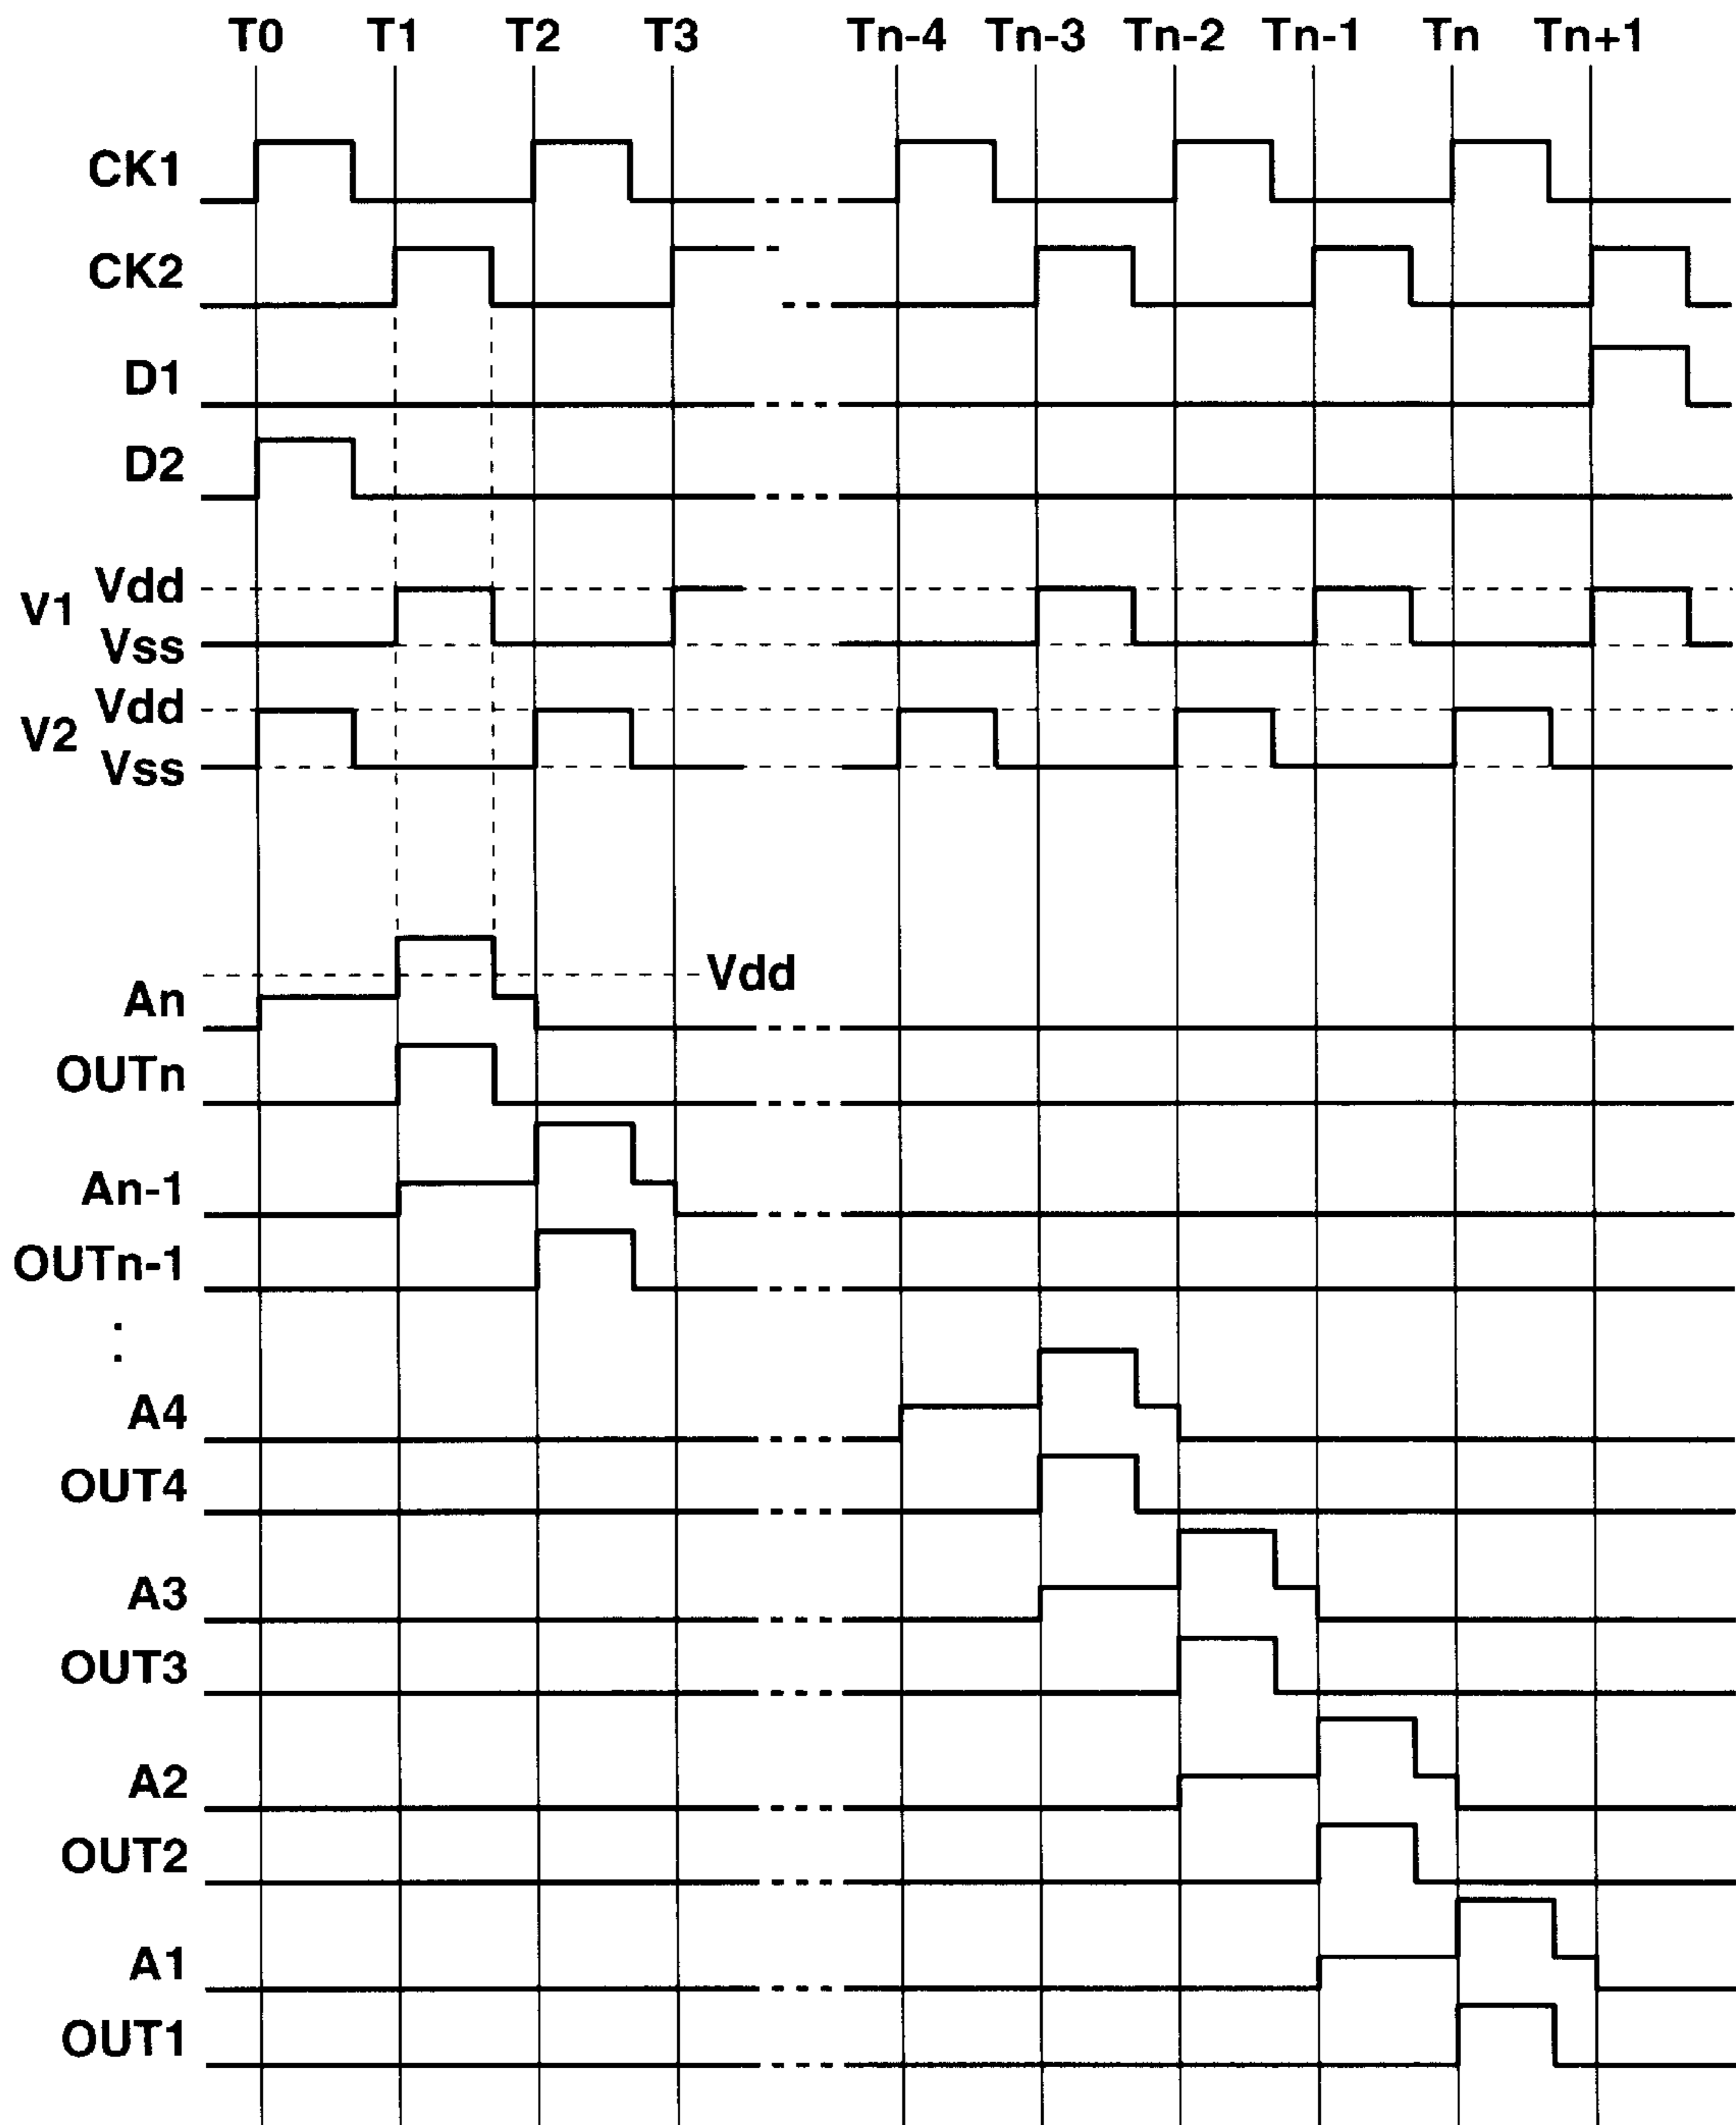 T0 T1 T2 T3 Tn-4 Tn-3 Tn-2 Tn-1 Tn Tn+1
CK1
CK2
D1
D2
V1 Vdd
Vss
V2 Vdd
Vss
Vdd
An
OUTn
An-1
OUTn-1
:
A4
OUT4
A3
OUT3
A2
OUT2
A1
OUT1